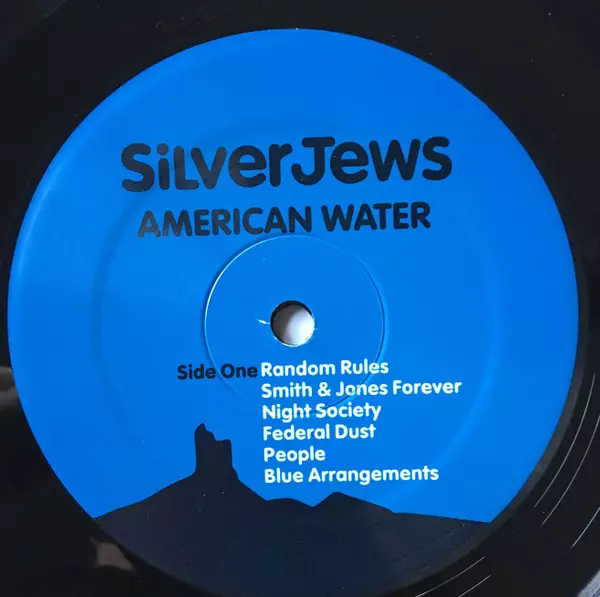 SiLVerJewS
AMERICAN WATER
Side One Random Rules
Smith & Jones Forever
Night Society
Federal Dust
People
Blue Arrangements